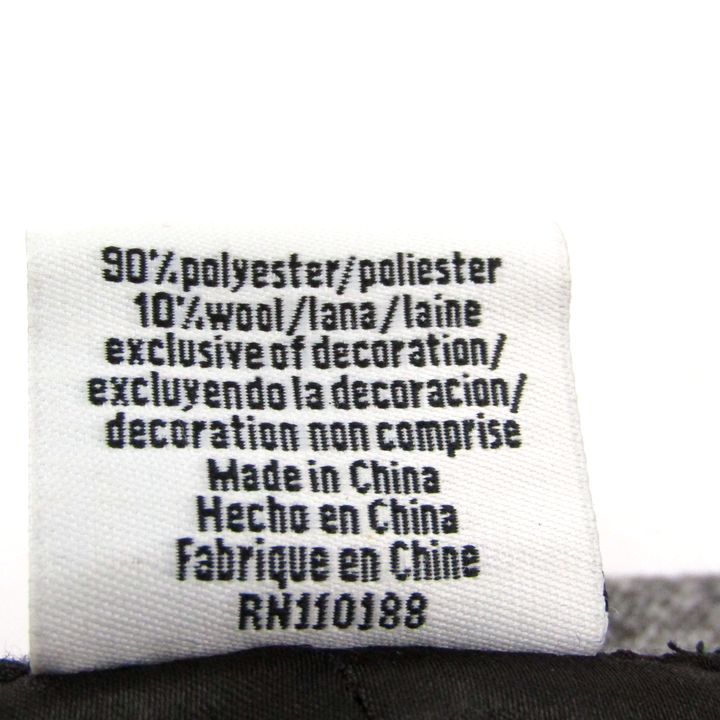 90%polyester/poliester
10%wool/lana/laine
exclusive of decoration/
excluyendo la decoracion/
decoration non comprise
Made in China
Hecho en China
Fabrique en Chine
RN110188